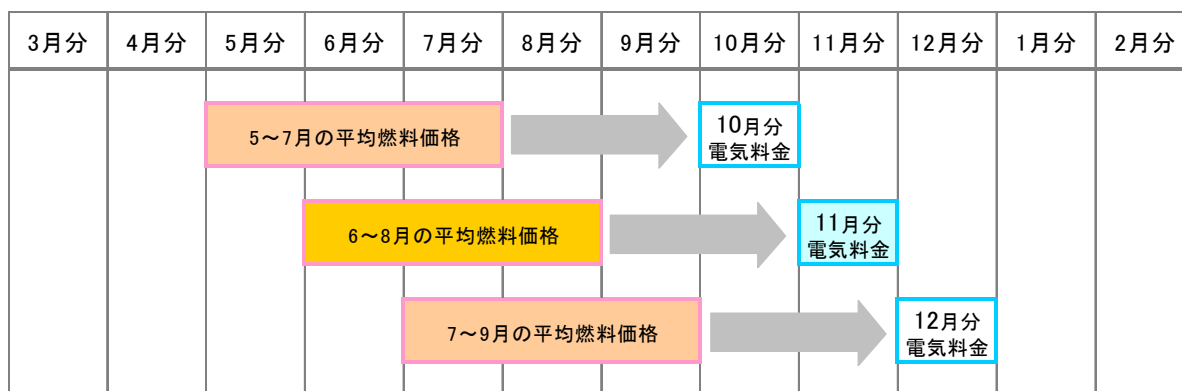 3月分 4月分 5月分 6月分 7月分 8月分 9月分 10月分 11月分 12月分 1月分 2月分
5～7月の平均燃料価格
10月分
電気料金
6～8月の平均燃料価格
11月分
電気料金
7～9月の平均燃料価格
12月分
電気料金